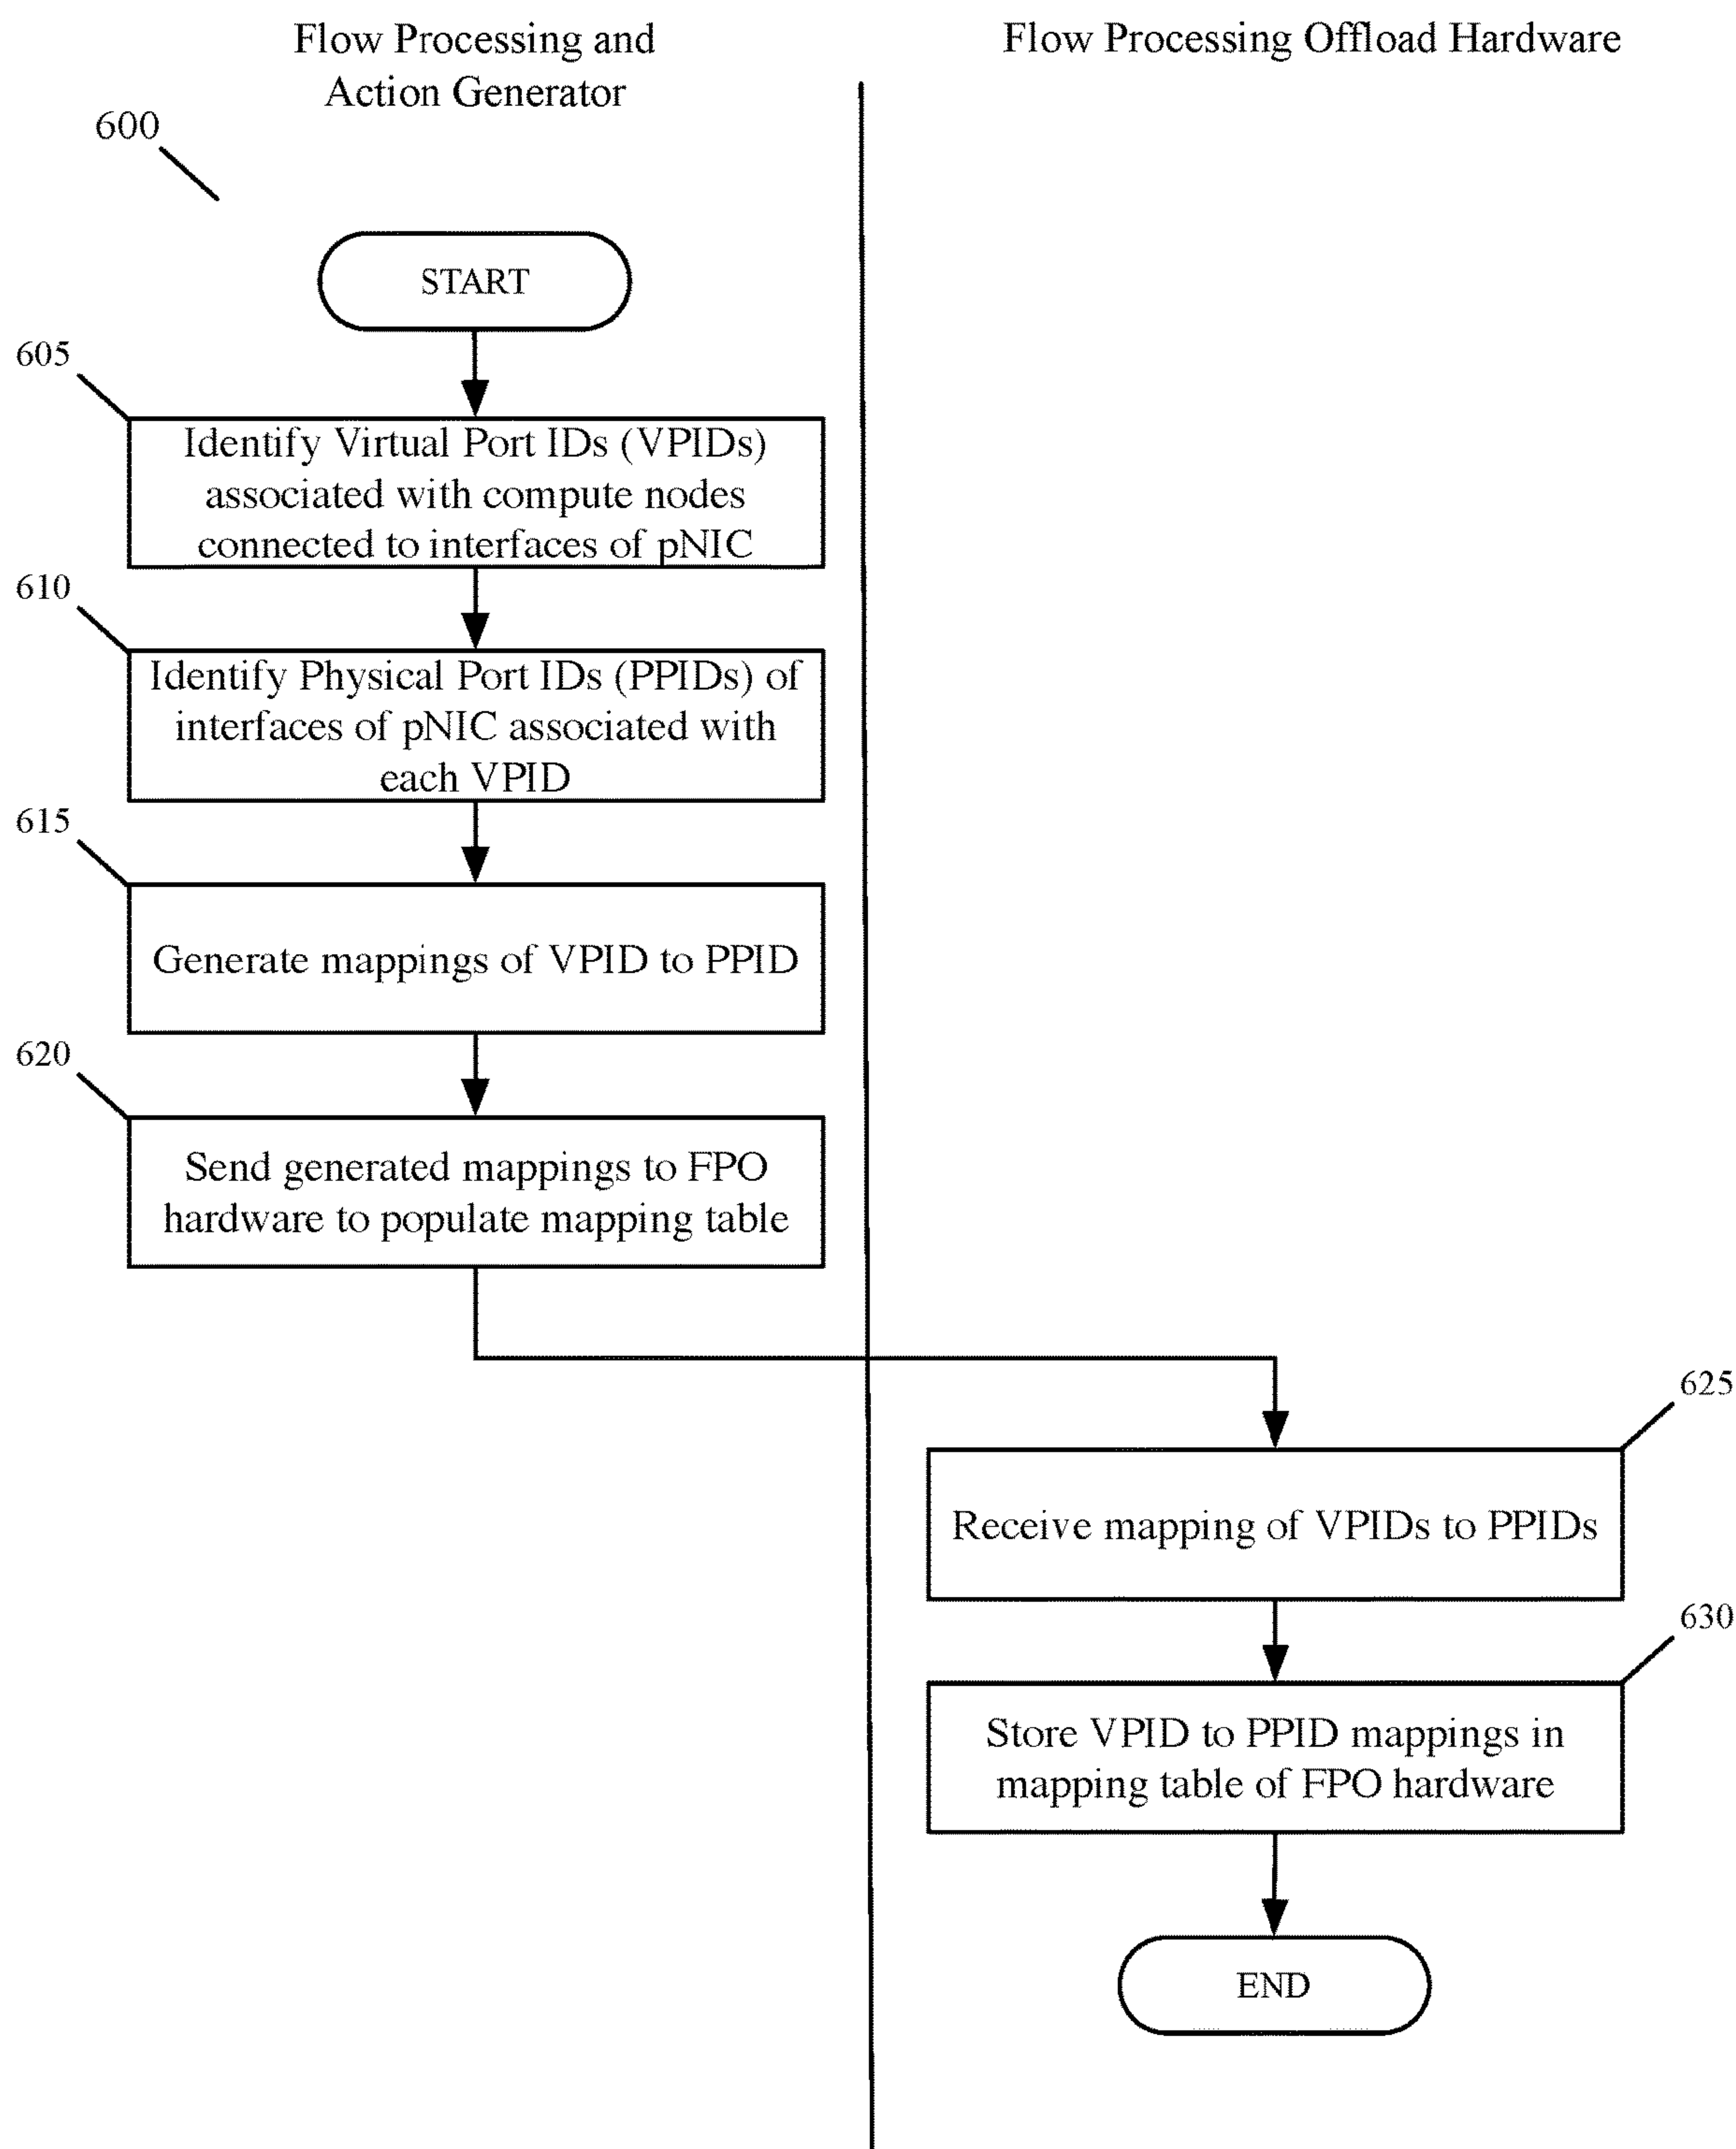 Flow Processing and
Action Generator
Flow Processing Offload Hardware
600
START
605
Identify Virtual Port IDs (VPIDs)
associated with compute nodes
connected to interfaces of pNIC
610
Identify Physical Port IDs (PPIDs) of
interfaces of pNIC associated with
each VPID
615
Generate mappings of VPID to PPID
620
Send generated mappings to FPO
hardware to populate mapping table
625
Receive mapping of VPIDs to PPIDs
630
Store VPID to PPID mappings in
mapping table of FPO hardware
END